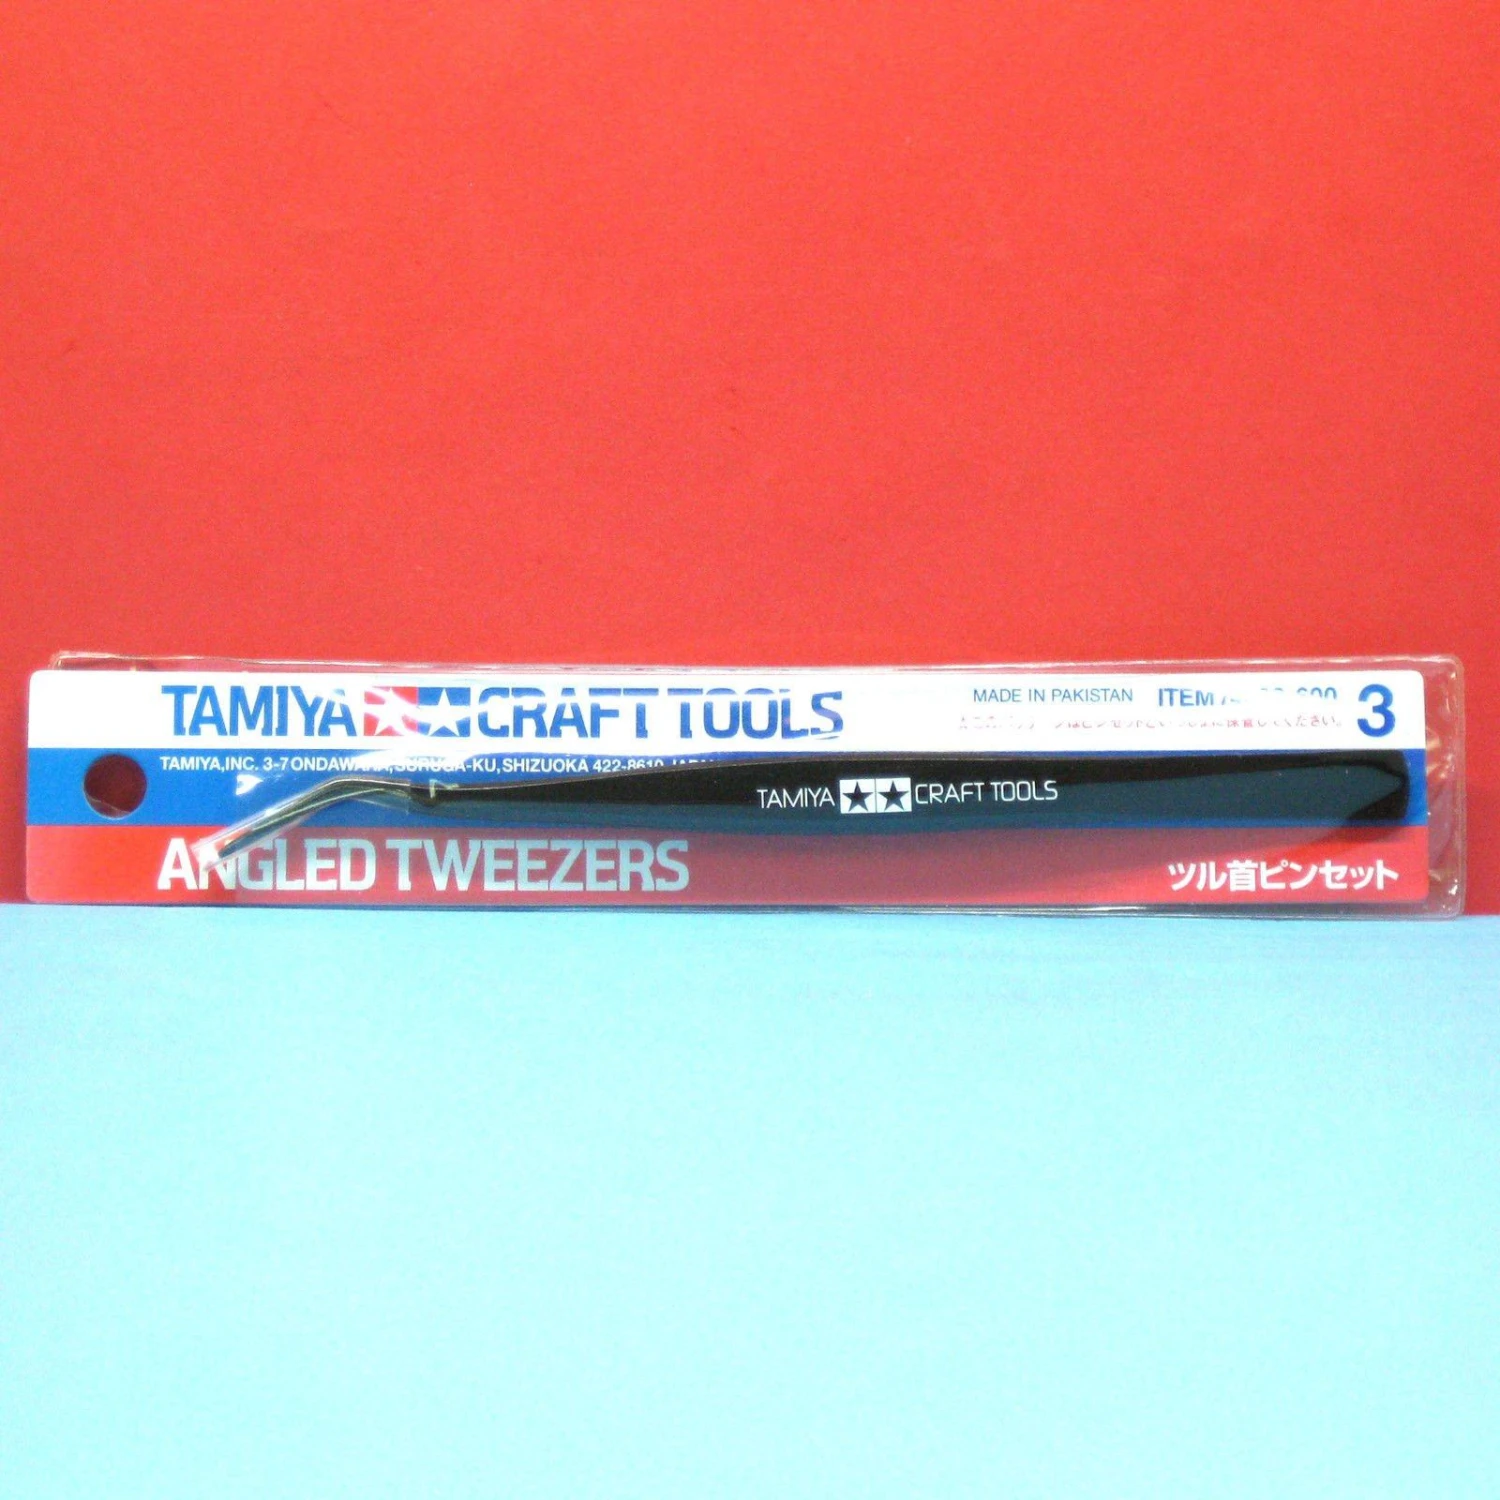 TAMIYA CRAFT TOOLS
MADE IN PAKISTAN ITEM 3
TAMIYA,INC. 3-7 ONDAWARA,SURUGA-KU,SHIZUOKA 422-8610 JAPAN
TAMIYA CRAFT TOOLS
ANGLED TWEEZERS
ツル首ピンセット